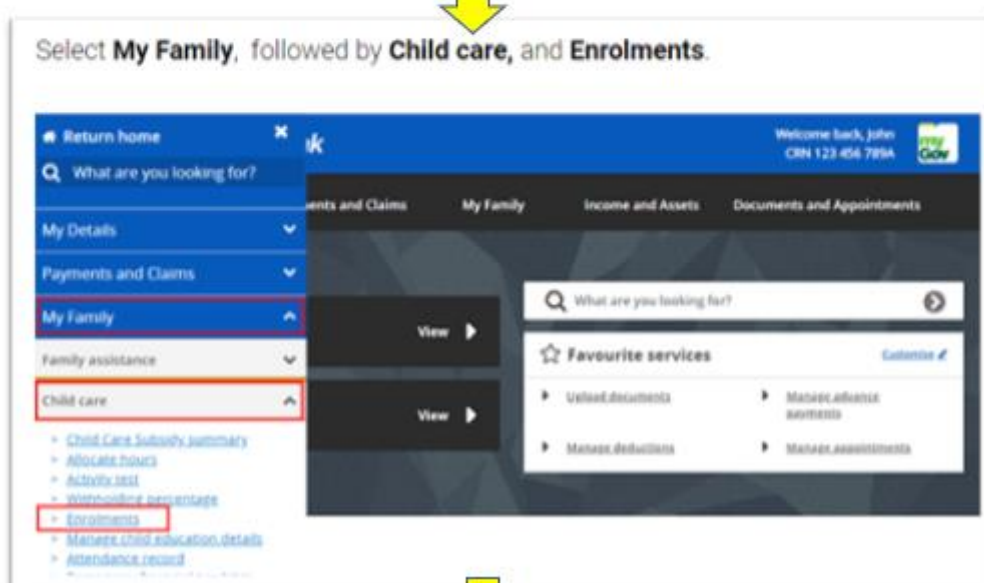 Select My Family, followed by Child care, and Enrolments.
Return home
nk
Welcome back, John
CRN 123 456 789A
my
Gov
What are you looking for?
ents and Claims My Family Income and Assets Documents and Appointments
My Details
Payments and Claims
My Family
What are you looking for?
View
Family assistance
Favourite services
Customise
Child care
Upload documents
Manage advance payments
View
Child Care Subsidy summary
Manage deductions
Manage appointments
Allocate hours
Activity test
Withholding percentage
Enrolments
Manage child education details
Attendance record